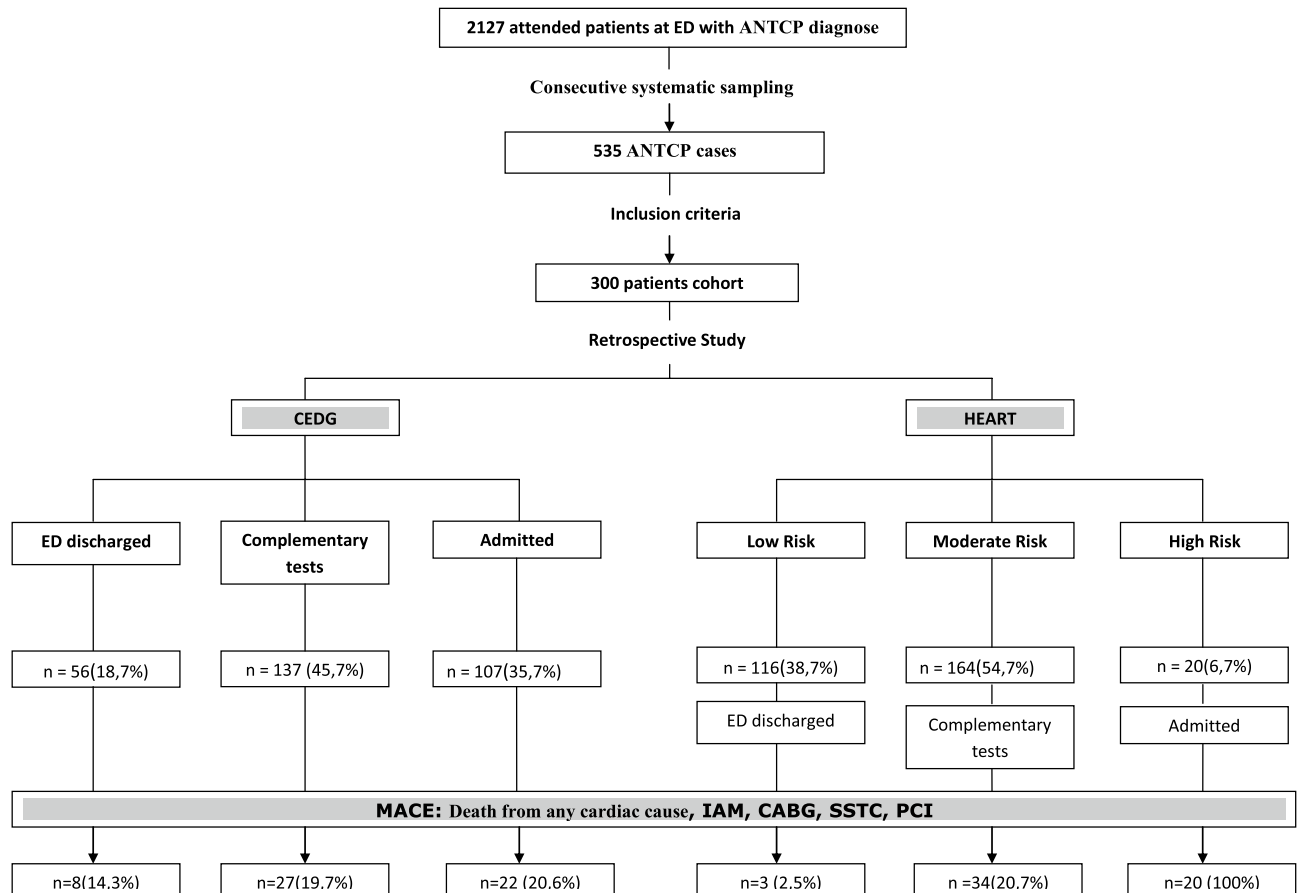 2127 attended patients at ED with ANTCP diagnose
Consecutive systematic sampling
535 ANTCP cases
Inclusion criteria
300 patients cohort
Retrospective Study
CEDG
HEART
ED discharged
Complementary
tests
Admitted
Low Risk
Moderate Risk
High Risk
n = 56(18,7%)
n = 137 (45,7%)
n = 107(35,7%)
n = 116(38,7%)
n = 164(54,7%)
n = 20(6,7%)
ED discharged
Complementary
tests
Admitted
MACE: Death from any cardiac cause, IAM, CABG, SSTC, PCI
n=8(14.3%)
n=27(19.7%)
n=22 (20.6%)
n=3 (2.5%)
n =34(20.7%)
n=20 (100%)